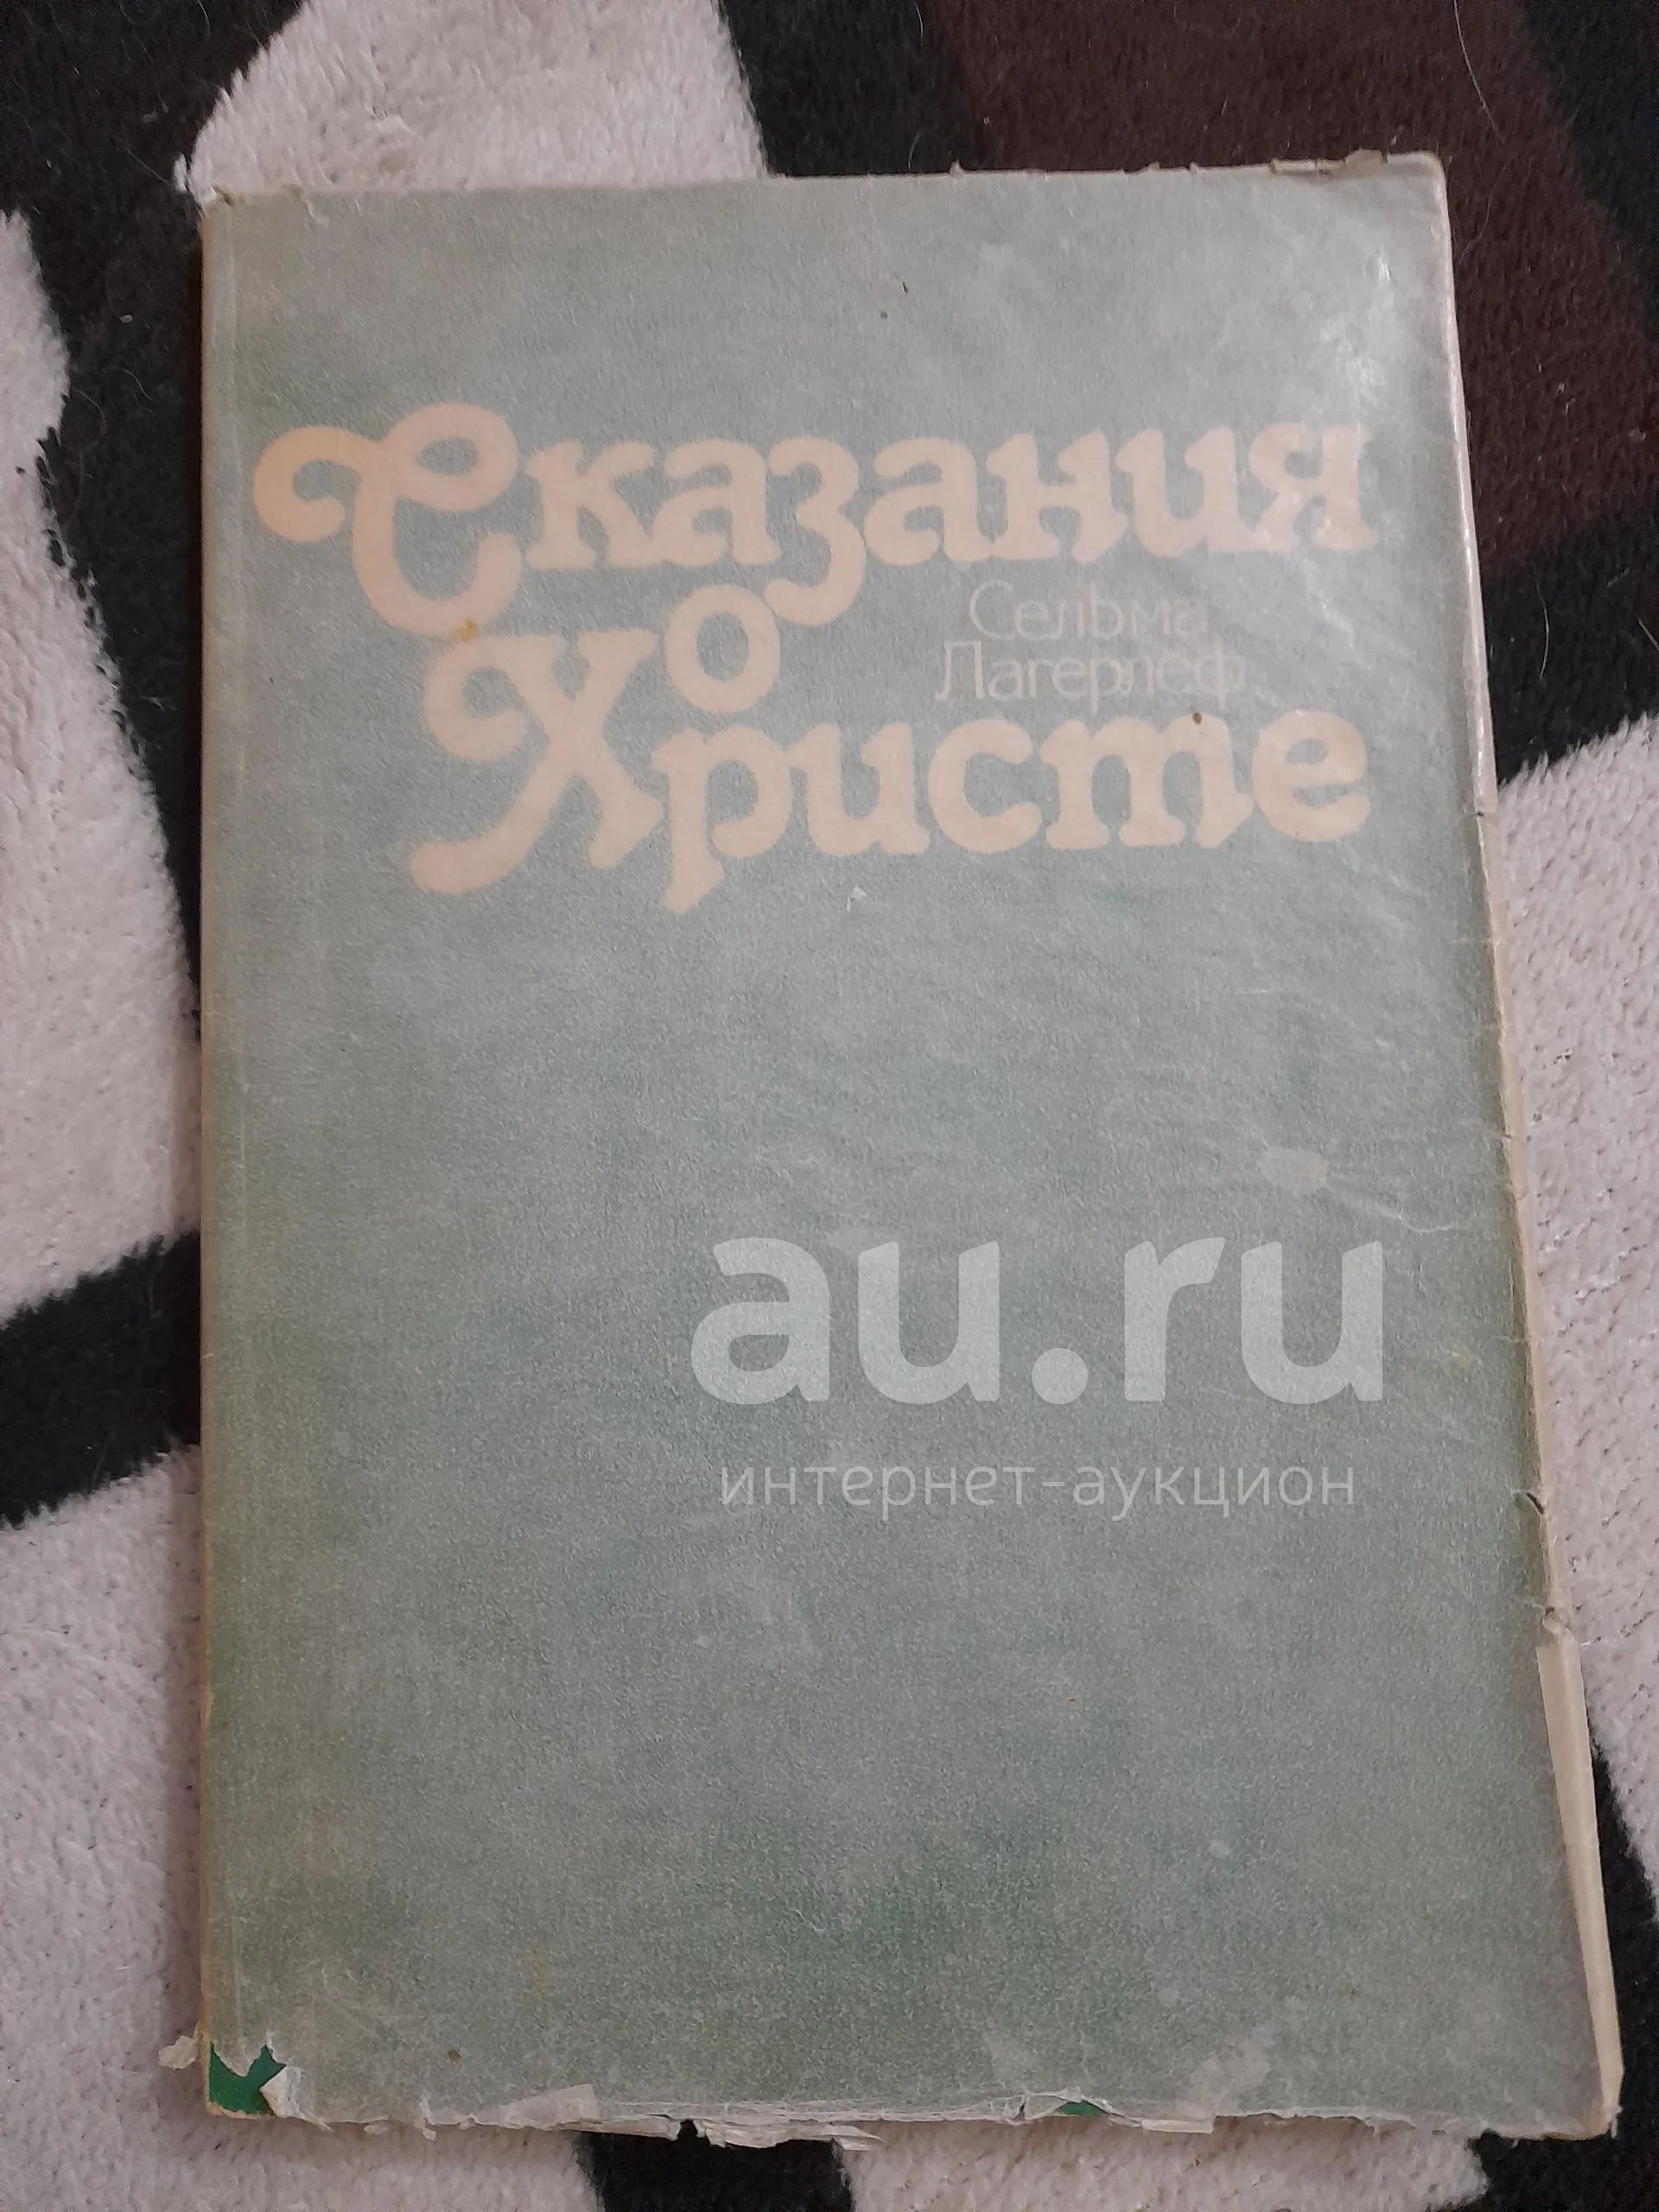 Сказания
о
Сельма
Лагерлеф
Христе
au.ru
интернет-аукцион